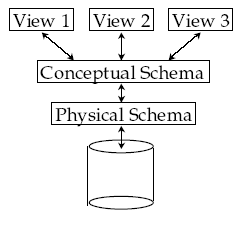 View 1 View 2 View 3
Conceptual Schema
Physical Schema